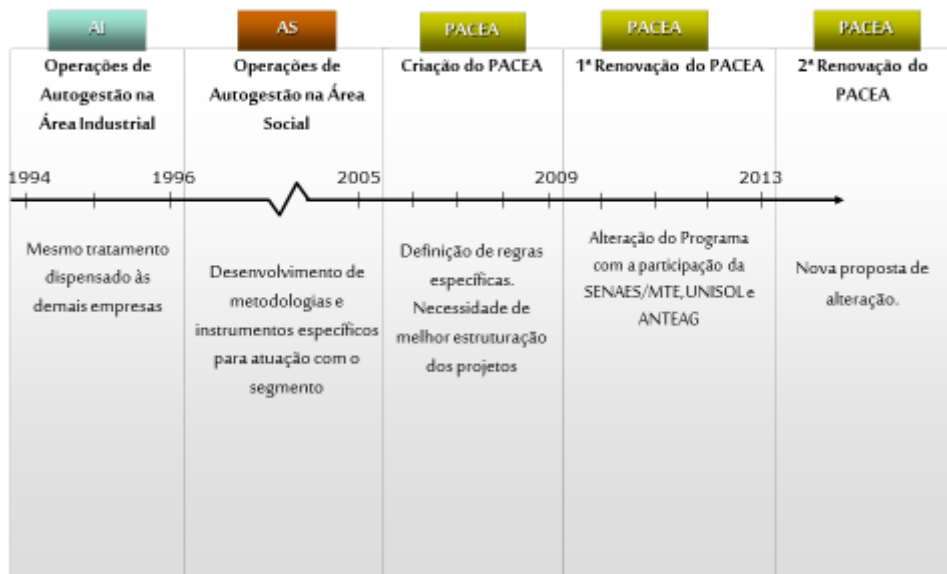 AI
Operações de
Autogestão na
Área Industrial
AS
Operações de
Autogestão na Área
Social
PACEA
Criação do PACEA
PACEA
1ª Renovação do PACEA
PACEA
2ª Renovação do
PACEA
1994
1996
2005
2009
2013
Mesmo tratamento
dispensado às
demais empresas
Desenvolvimento de
metodologias e
instrumentos específicos
para atuação com o
segmento
Definição de regras
específicas.
Necessidade de
melhor estruturação
dos projetos
Alteração do Programa
com a participação da
SENAES/MTE, UNISOL e
ANTEAG
Nova proposta de
alteração.